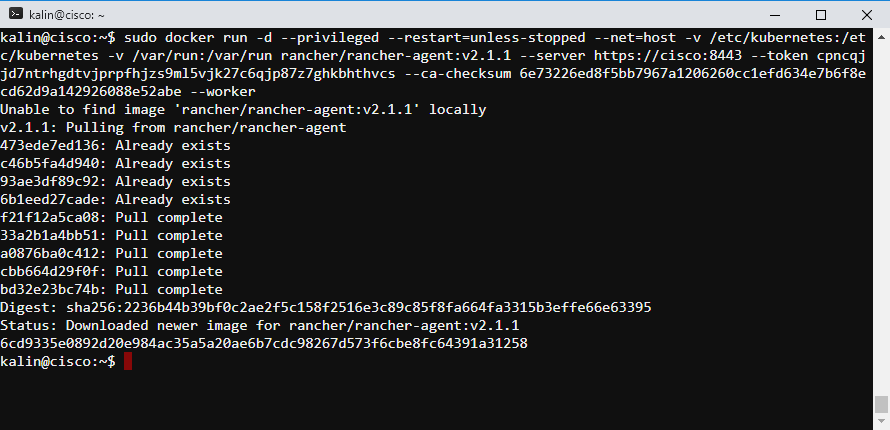 kalin@cisco: ~
kalin@cisco:~$ sudo docker run -d --privileged --restart=unless-stopped --net=host -v /etc/kubernetes:/et
c/kubernetes -v /var/run:/var/run rancher/rancher-agent:v2.1.1 --server https://cisco:8443 --token cpncqj
jd7ntrhgdtvjprpfhjzs9ml5vjk27c6qjp87z7ghkbhthvcs --ca-checksum 6e73226ed8f5bb7967a1206260cc1efd634e7b6f8e
cd62d9a142926088e52abe --worker
Unable to find image 'rancher/rancher-agent:v2.1.1' locally
v2.1.1: Pulling from rancher/rancher-agent
473ede7ed136: Already exists
c46b5fa4d940: Already exists
93ae3df89c92: Already exists
6b1eed27cade: Already exists
f21f12a5ca08: Pull complete
33a2b1a4bb51: Pull complete
a0876ba0c412: Pull complete
cbb664d29f0f: Pull complete
bd32e23bc74b: Pull complete
Digest: sha256:2236b44b39bf0c2ae2f5c158f2516e3c89c85f8fa664fa3315b3effe66e63395
Status: Downloaded newer image for rancher/rancher-agent:v2.1.1
6cd9335e0892d20e984ac35a5a20ae6b7cdc98267d573f6cbe8fc64391a31258
kalin@cisco:~$